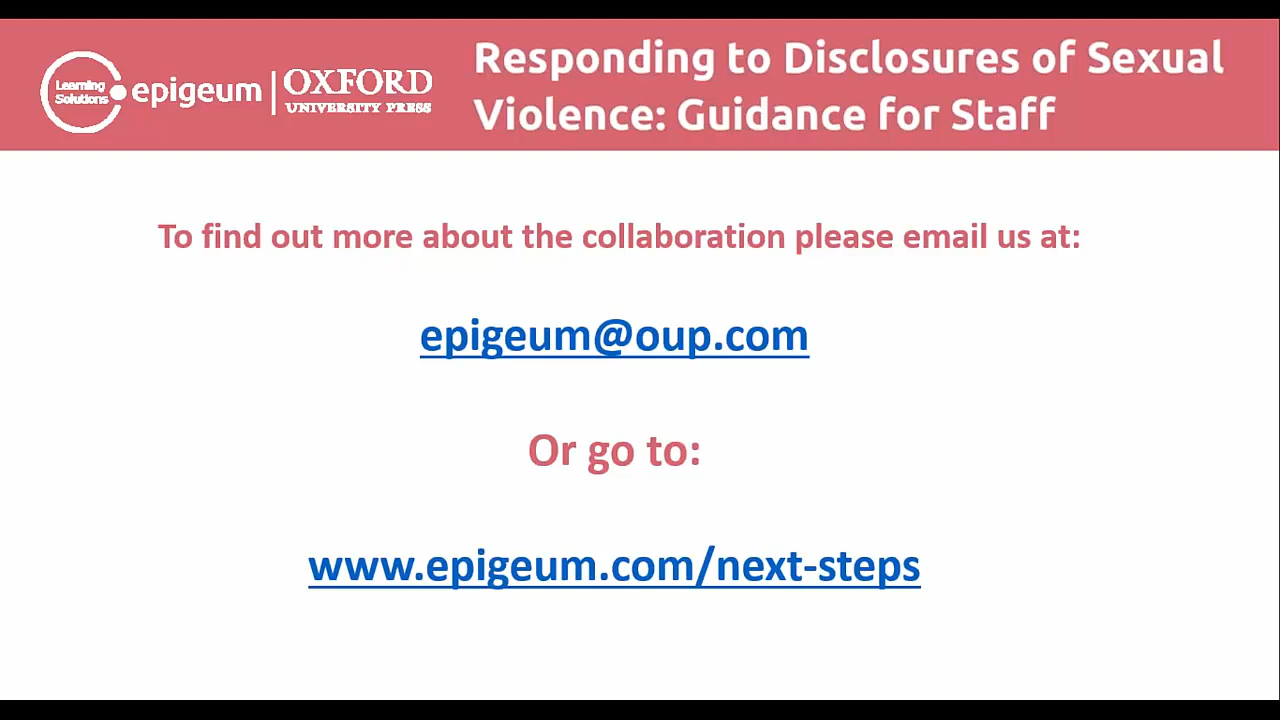 Learning
Solutions
epigeum
OXFORD
UNIVERSITY PRESS
Responding to Disclosures of Sexual
Violence: Guidance for Staff
To find out more about the collaboration please email us at:
epigeum@oup.com
Or go to:
www.epigeum.com/next-steps